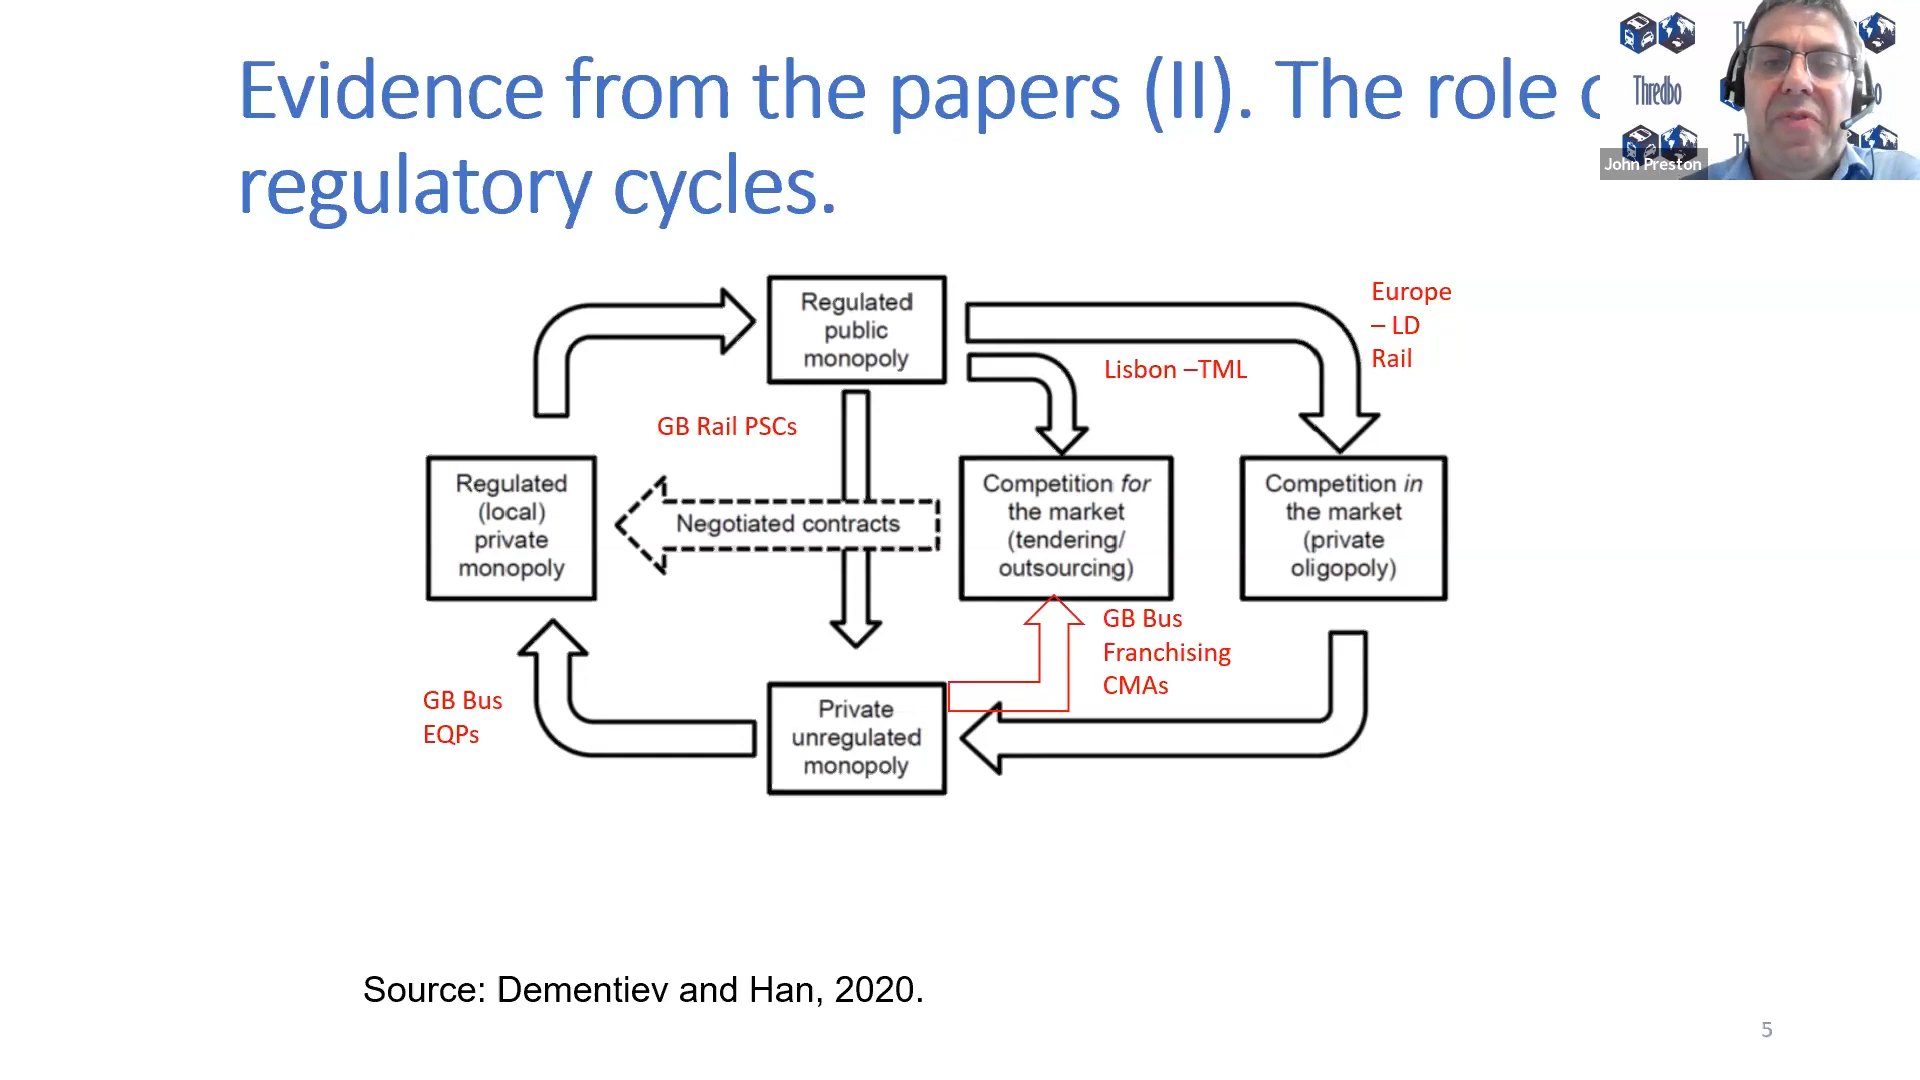 Evidence from the papers (II). The role
regulatory cycles.
Thredbo
John Preston
Regulated
public
monopoly
Europe
– LD
Rail
Lisbon –TML
GB Rail PSCs
Regulated
(local)
private
monopoly
Negotiated contracts
Competition for
the market
(tendering/
outsourcing)
Competition in
the market
(private
oligopoly)
GB Bus
Franchising
CMAs
GB Bus
EQPs
Private
unregulated
monopoly
Source: Dementiev and Han, 2020.
5